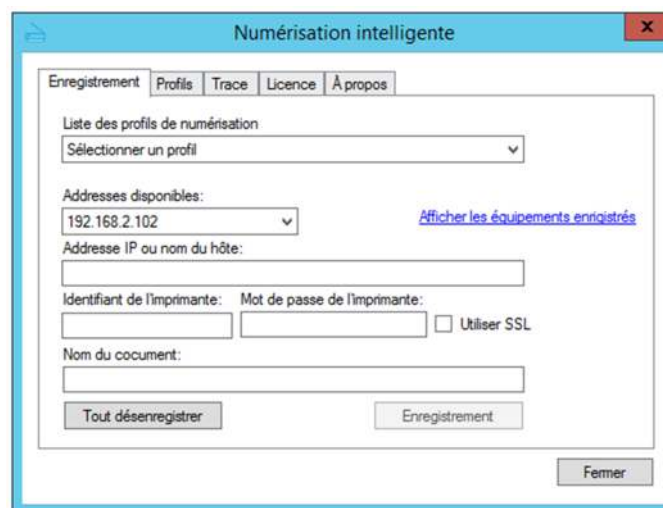 Numérisation intelligente
x
Enregistrement Profils Trace Licence À propos
Liste des profils de numérisation
Sélectionner un profil
Addresses disponibles:
192.168.2.102 Afficher les équipements enrigistrés
Addresse IP ou nom du hôte:
Identifiant de l'imprimante: Mot de passe de l'imprimante:
Utiliser SSL
Nom du cocument:
Tout désenregistrer Enregistrement
Fermer